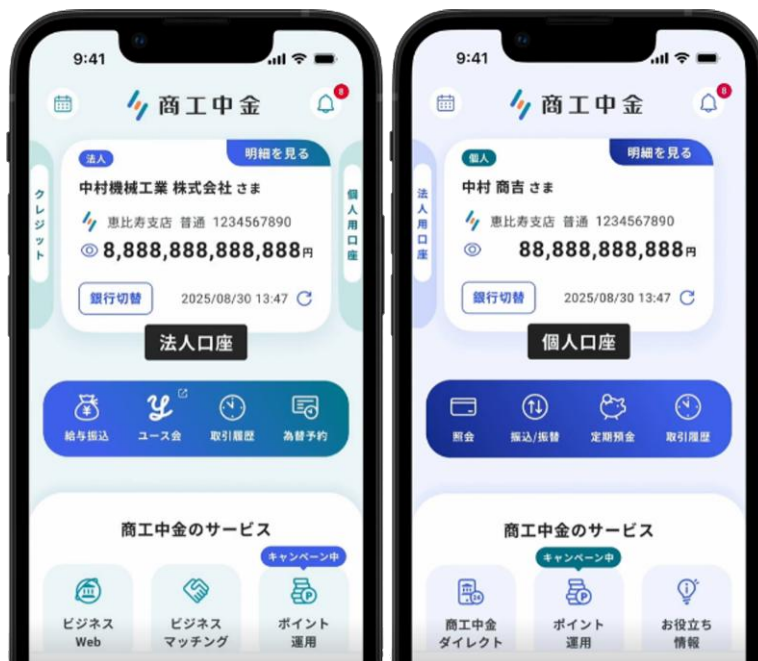 9:41
商工中金
8
クレジット
法人
明細を見る
個人用口座
中村機械工業 株式会社 さま
恵比寿支店 普通 1234567890
8,888,888,888,888円
銀行切替
2025/08/30 13:47
法人口座
給与振込
ユース会
取引履歴
為替予約
商工中金のサービス
キャンペーン中
ビジネス
Web
ビジネス
マッチング
ポイント
運用
9:41
商工中金
8
法人用口座
個人
明細を見る
中村 商吉 さま
恵比寿支店 普通 1234567890
88,888,888,888円
銀行切替
2025/08/30 13:47
個人口座
照会
振込/振替
定期預金
取引履歴
商工中金のサービス
キャンペーン中
商工中金
ダイレクト
ポイント
運用
お役立ち
情報